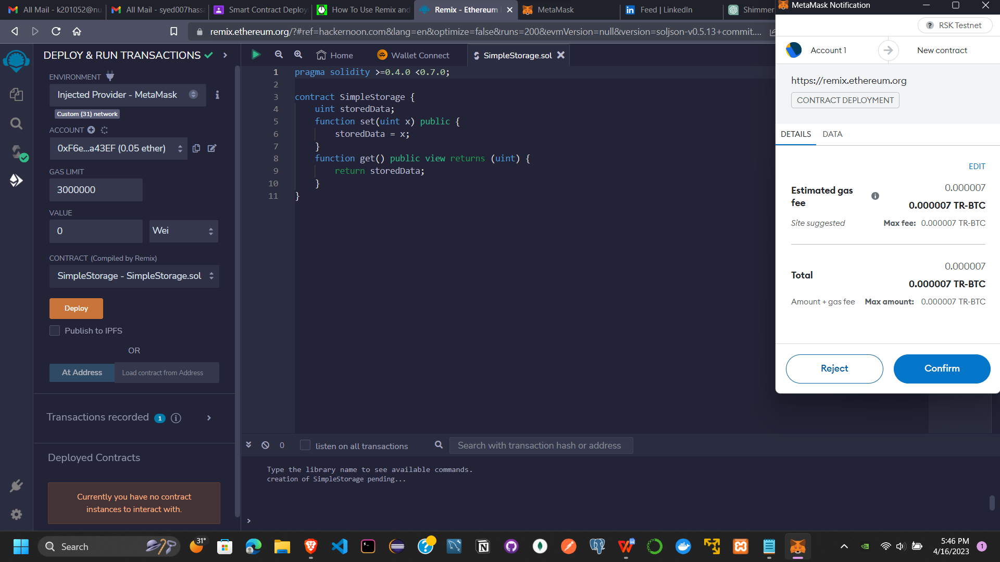 All Mail - k201052@nu
All Mail - syed007hass
Smart Contract Deploy
How To Use Remix and
Remix - Ethereum
MetaMask
Feed | LinkedIn
Shimmer
remix.ethereum.org/?#ref=hackernoon.com&lang=en&optimize=false&runs=200&evmVersion=null&version=soljson-v0.5.13+commit....
DEPLOY & RUN TRANSACTIONS
ENVIRONMENT
Injected Provider - MetaMask
Custom (31) network
ACCOUNT
0xF6e...a43EF (0.05 ether)
GAS LIMIT
3000000
VALUE
0
Wei
CONTRACT (Compiled by Remix)
SimpleStorage - SimpleStorage.sol
Deploy
Publish to IPFS
OR
At Address
Load contract from Address
Transactions recorded 1
Deployed Contracts
Currently you have no contract
instances to interact with.
Home
Wallet Connect
SimpleStorage.sol
1 pragma solidity >=0.4.0 <0.7.0;
2
3 contract SimpleStorage {
4 uint storedData;
5 function set(uint x) public {
6 storedData = x;
7 }
8 function get() public view returns (uint) {
9 return storedData;
10 }
11 }
0
listen on all transactions
Search with transaction hash or address
Type the library name to see available commands.
creation of SimpleStorage pending...
>
MetaMask Notification
RSK Testnet
Account 1
New contract
https://remix.ethereum.org
CONTRACT DEPLOYMENT
DETAILS
DATA
EDIT
Estimated gas
fee
0.000007
0.000007 TR-BTC
Site suggested
Max fee: 0.000007 TR-BTC
Total
0.000007
0.000007 TR-BTC
Amount + gas fee
Max amount: 0.000007 TR-BTC
Reject
Confirm
Search
31°
5:46 PM
4/16/2023
1